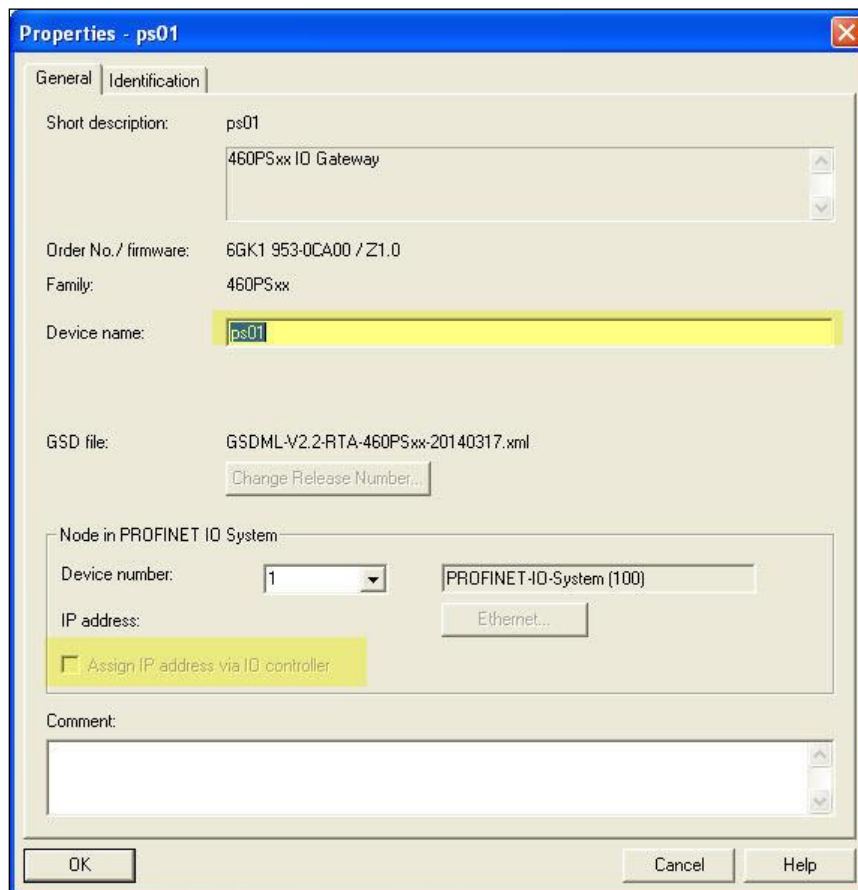 Properties - ps01
General Identification
Short description: ps01
460PSxx IO Gateway
Order No./ firmware: 6GK1 953-0CA00 / Z1.0
Family: 460PSxx
Device name: ps01
GSD file: GSDML-V2.2-RTA-460PSxx-20140317.xml
Change Release Number...
Node in PROFINET IO System
Device number: 1 PROFINET-IO-System (100)
IP address: Ethernet...
Assign IP address via IO controller
Comment:
OK Cancel Help